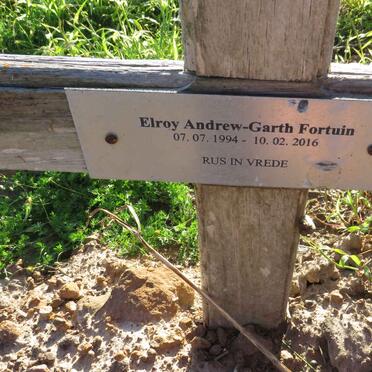 Elroy Andrew-Garth Fortuin
07. 07. 1994 - 10. 02. 2016
RUS IN VREDE